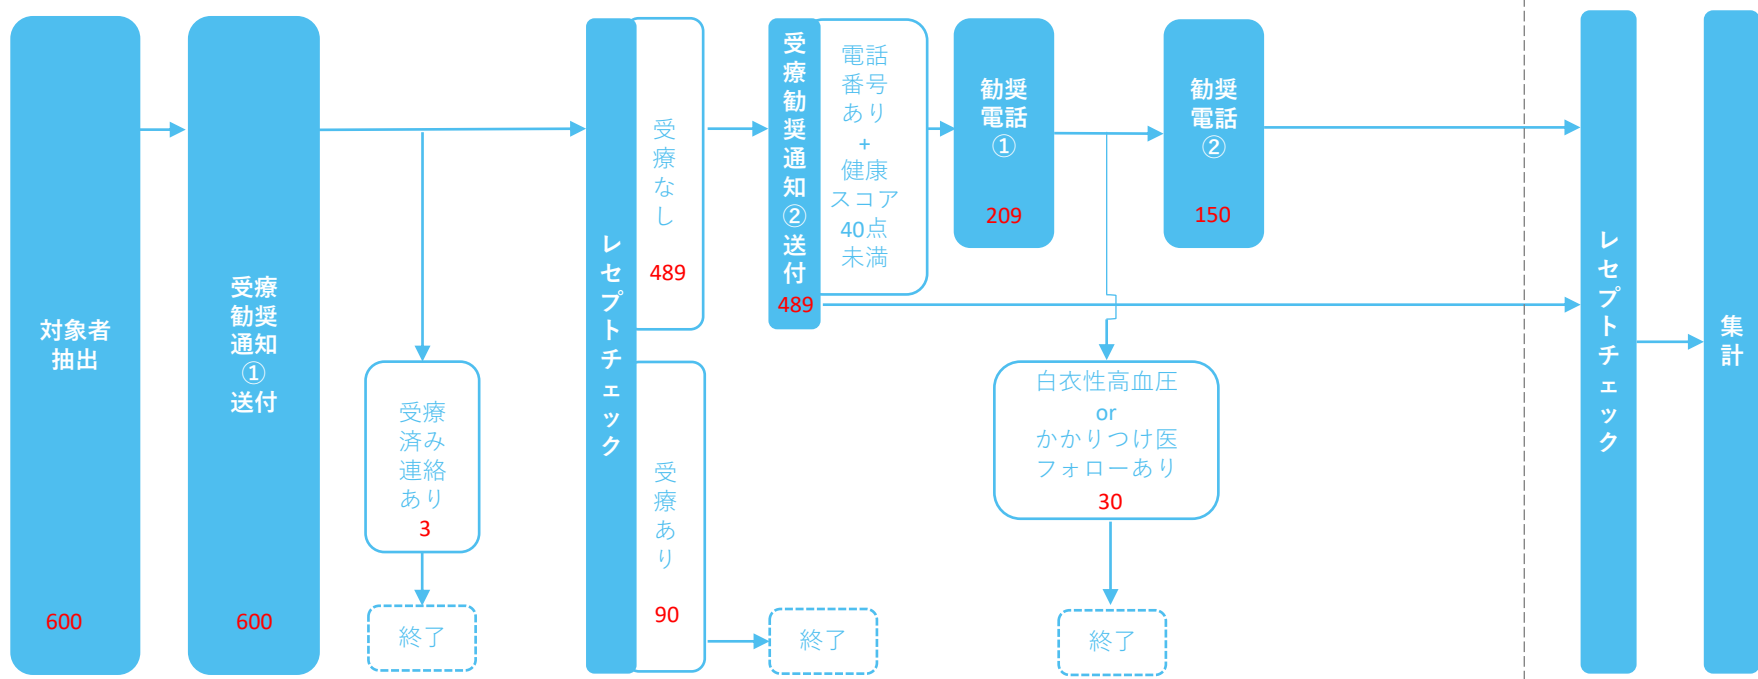 対象者
抽出
600
受療
勧奨
通知
①
送付
600
受療
済み
連絡
あり
3
終了
レセプトチェック
受療なし
489
受療あり
90
終了
受療勧奨通知②送付
489
電話
番号
あり
+
健康
スコア
40点
未満
勧奨
電話
①
209
勧奨
電話
②
150
白衣性高血圧
or
かかりつけ医
フォローあり
30
終了
レセプトチェック
集計